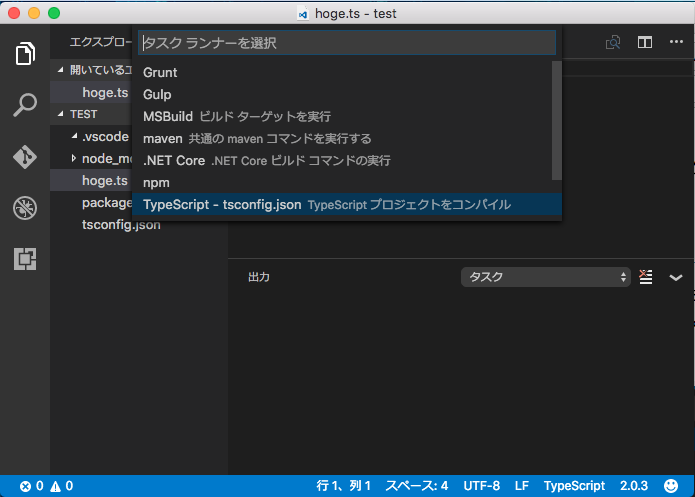 hoge.ts - test
エクスプロー
タスク ランナーを選択
開いているエ
hoge.ts
TEST
.vscode
node_mo
hoge.ts
package
tsconfig.json
Grunt
Gulp
MSBuild ビルド ターゲットを実行
maven 共通の maven コマンドを実行する
.NET Core .NET Core ビルド コマンドの実行
npm
TypeScript - tsconfig.json TypeScript プロジェクトをコンパイル
出力 タスク
0 0 行 1、列 1 スペース: 4 UTF-8 LF TypeScript 2.0.3